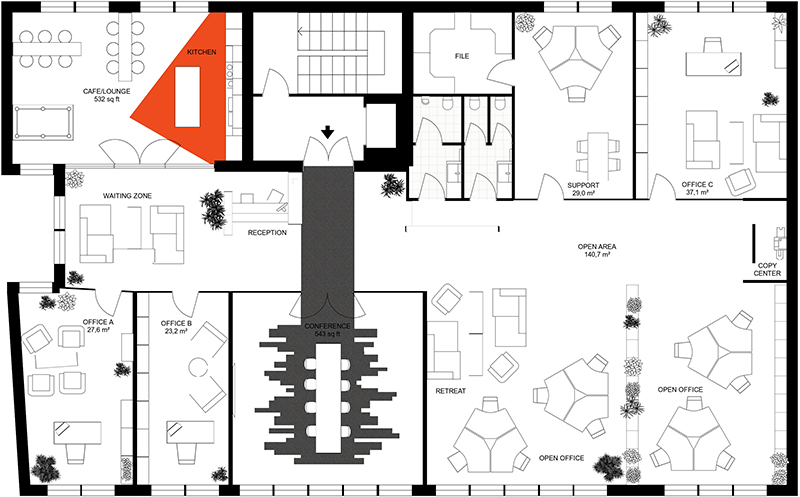 KITCHEN
CAFE/LOUNGE
532 sq ft
FILE
WAITING ZONE
RECEPTION
SUPPORT
29,0 m²
OFFICE C
37,1 m²
OPEN AREA
140,7 m²
COPY
CENTER
OFFICE A
27,6 m²
OFFICE B
23,2 m²
CONFERENCE
543 sq ft
RETREAT
OPEN OFFICE
OPEN OFFICE